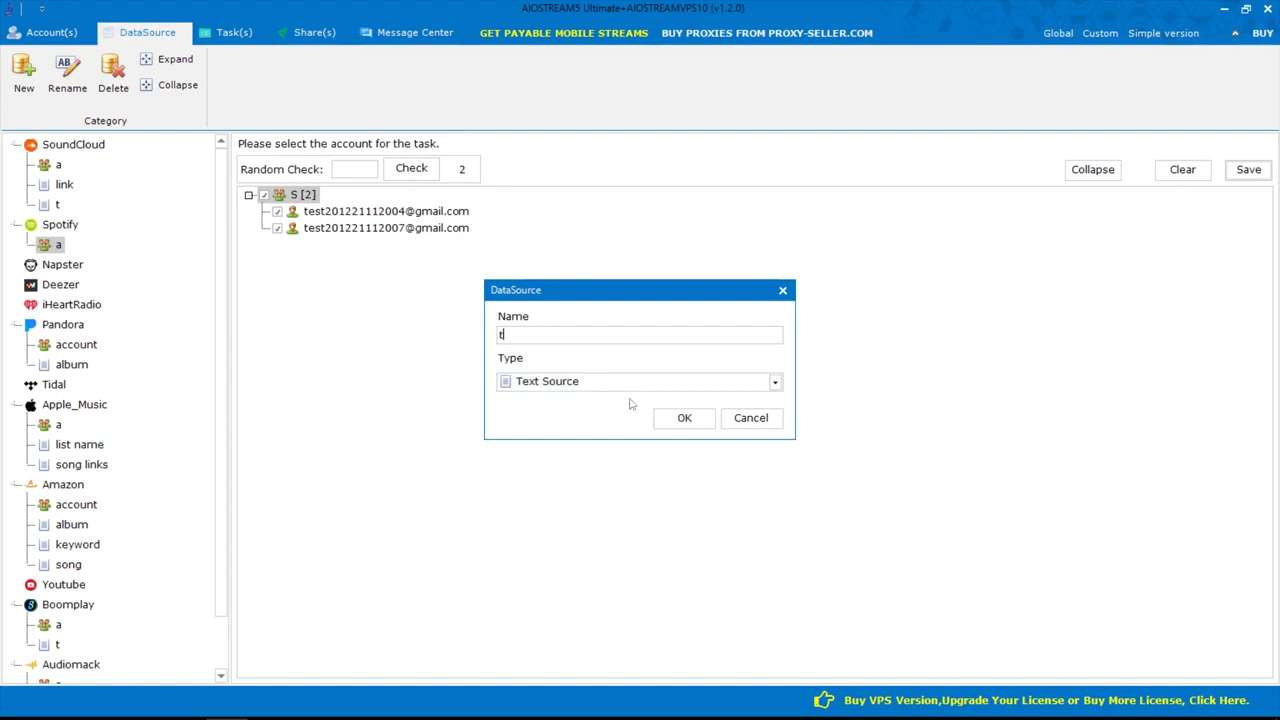 AIOSTREAM5 Ultimate+AIOSTREAMVPS10 (v1.2.0)
Account(s) DataSource Task(s) Share(s) Message Center GET PAYABLE MOBILE STREAMS BUY PROXIES FROM PROXY-SELLER.COM Global Custom Simple version BUY
New Rename Delete Expand
Collapse
Category
SoundCloud
a
link
t
Spotify
a
Napster
Deezer
iHeartRadio
Pandora
account
album
Tidal
Apple_Music
a
list name
song links
Amazon
account
album
keyword
song
Youtube
Boomplay
a
t
Audiomack
Please select the account for the task.
Random Check: Check 2 Collapse Clear Save
S [2]
test201221112004@gmail.com
test201221112007@gmail.com
DataSource
Name
t
Type
Text Source
OK Cancel
Buy VPS Version,Upgrade Your License or Buy More License, Click Here.